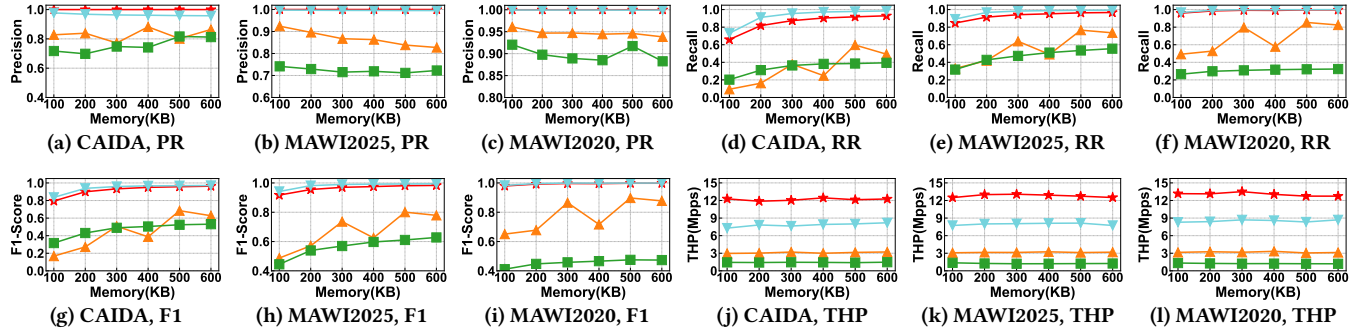 Precision
1.0
0.8
0.6
0.4
100 200 300 400 500 600
Memory(KB)
(a) CAIDA, PR
Precision
1.0
0.9
0.8
0.7
0.6
100 200 300 400 500 600
Memory(KB)
(b) MAWI2025, PR
Precision
1.00
0.95
0.90
0.85
0.80
100 200 300 400 500 600
Memory(KB)
(c) MAWI2020, PR
Recall
1.0
0.8
0.6
0.4
0.2
0.0
100 200 300 400 500 600
Memory(KB)
(d) CAIDA, RR
Recall
1.0
0.8
0.6
0.4
0.2
0.0
100 200 300 400 500 600
Memory(KB)
(e) MAWI2025, RR
Recall
1.0
0.8
0.6
0.4
0.2
0.0
100 200 300 400 500 600
Memory(KB)
(f) MAWI2020, RR
F1-Score
1.0
0.8
0.6
0.4
0.2
0.0
100 200 300 400 500 600
Memory(KB)
(g) CAIDA, F1
F1-Score
1.0
0.8
0.6
0.4
100 200 300 400 500 600
Memory(KB)
(h) MAWI2025, F1
F1-Score
1.0
0.8
0.6
0.4
100 200 300 400 500 600
Memory(KB)
(i) MAWI2020, F1
THP(Mpps)
15
12
9
6
3
0
100 200 300 400 500 600
Memory(KB)
(j) CAIDA, THP
THP(Mpps)
15
12
9
6
3
0
100 200 300 400 500 600
Memory(KB)
(k) MAWI2025, THP
THP(Mpps)
15
12
9
6
3
0
100 200 300 400 500 600
Memory(KB)
(l) MAWI2020, THP